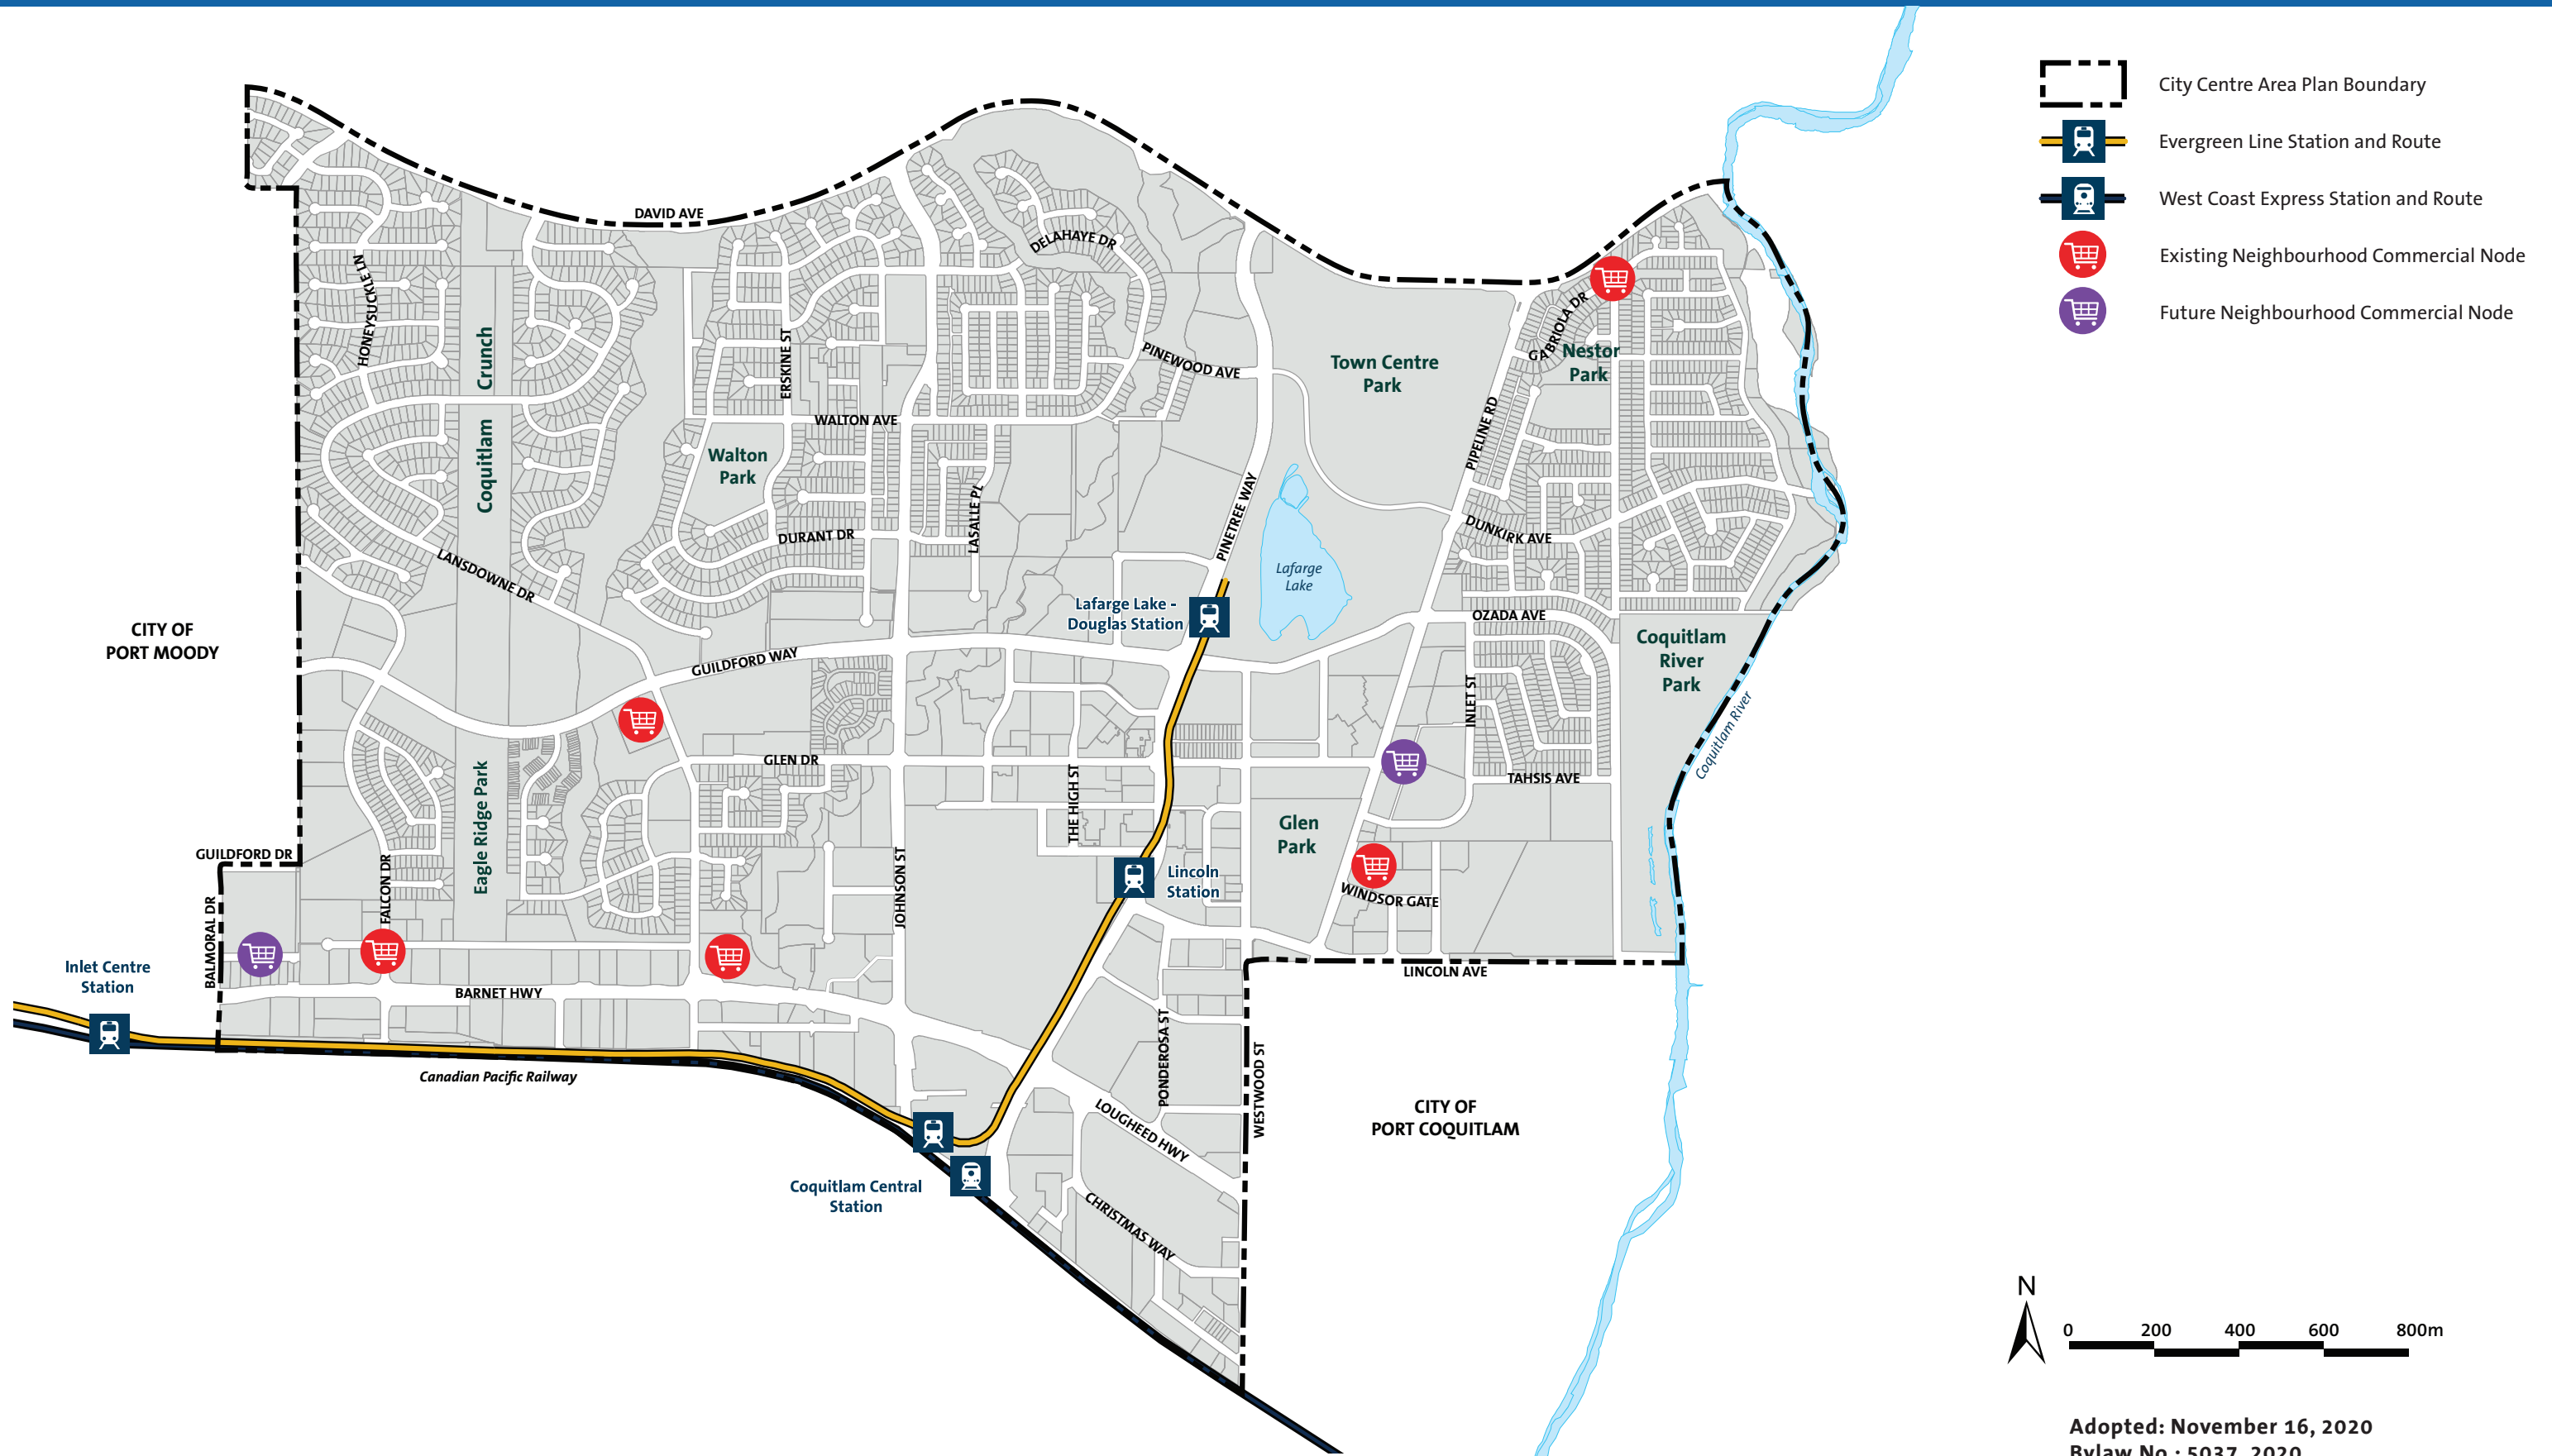 City Centre Area Plan Boundary
Evergreen Line Station and Route
West Coast Express Station and Route
Existing Neighbourhood Commercial Node
Future Neighbourhood Commercial Node
DAVID AVE
DELAHAYE DR
HONEYSUCKLE LN
Coquitlam Crunch
ERSKINE ST
PINEWOOD AVE
Town Centre
Park
GABRIOLA DR
Nestor
Park
WALTON AVE
Walton
Park
PIPELINE RD
LASALLE PL
PINETREE WAY
DURANT DR
DUNKIRK AVE
LANSDOWNE DR
Lafarge
Lake
Lafarge Lake -
Douglas Station
OZADA AVE
CITY OF
PORT MOODY
Coquitlam
River
Park
GUILDFORD WAY
INLET ST
Coquitlam River
GLEN DR
TAHSIS AVE
THE HIGH ST
Eagle Ridge Park
Glen
Park
GUILDFORD DR
FALCON DR
JOHNSON ST
Lincoln
Station
WINDSOR GATE
BALMORAL DR
Inlet Centre
Station
LINCOLN AVE
BARNET HWY
PONDEROSA ST
WESTWOOD ST
Canadian Pacific Railway
LOUGHEED HWY
CITY OF
PORT COQUITLAM
Coquitlam Central
Station
CHRISTMAS WAY
N
0 200 400 600 800m
Adopted: November 16, 2020
Bylaw No.: 5037, 2020